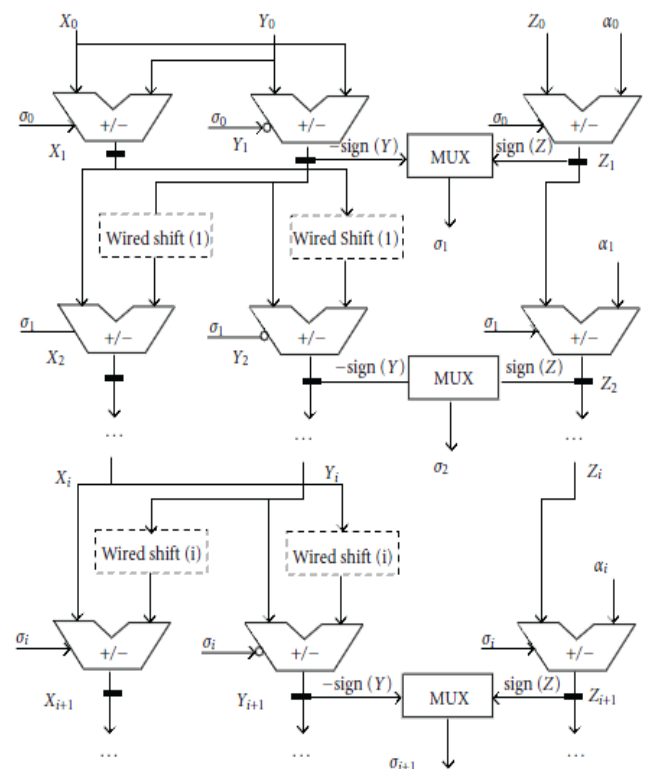 X₀ Y₀ Z₀ α₀
σ₀ +/− σ₀ +/− σ₀ +/−
X₁ Y₁ −sign (Y) MUX sign (Z) Z₁
σ₁
Wired shift (1) Wired Shift (1)
α₁
σ₁ +/− σ₁ +/− σ₁ +/−
X₂ Y₂ −sign (Y) MUX sign (Z) Z₂
σ₂
... ... ...
Xᵢ Yᵢ Zᵢ
Wired shift (i) Wired shift (i)
αᵢ
σᵢ +/− σᵢ +/− σᵢ +/−
Xᵢ₊₁ Yᵢ₊₁ −sign (Y) MUX sign (Z) Zᵢ₊₁
σᵢ₊₁
... ... ...